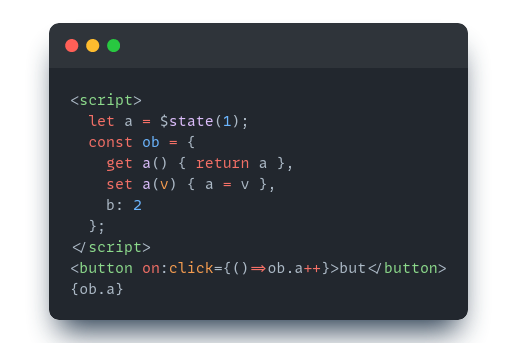 <script>
  let a = $state(1);
  const ob = {
    get a() { return a },
    set a(v) { a = v },
    b: 2
  };
</script>
<button on:click={()=>ob.a++}>but</button>
{ob.a}